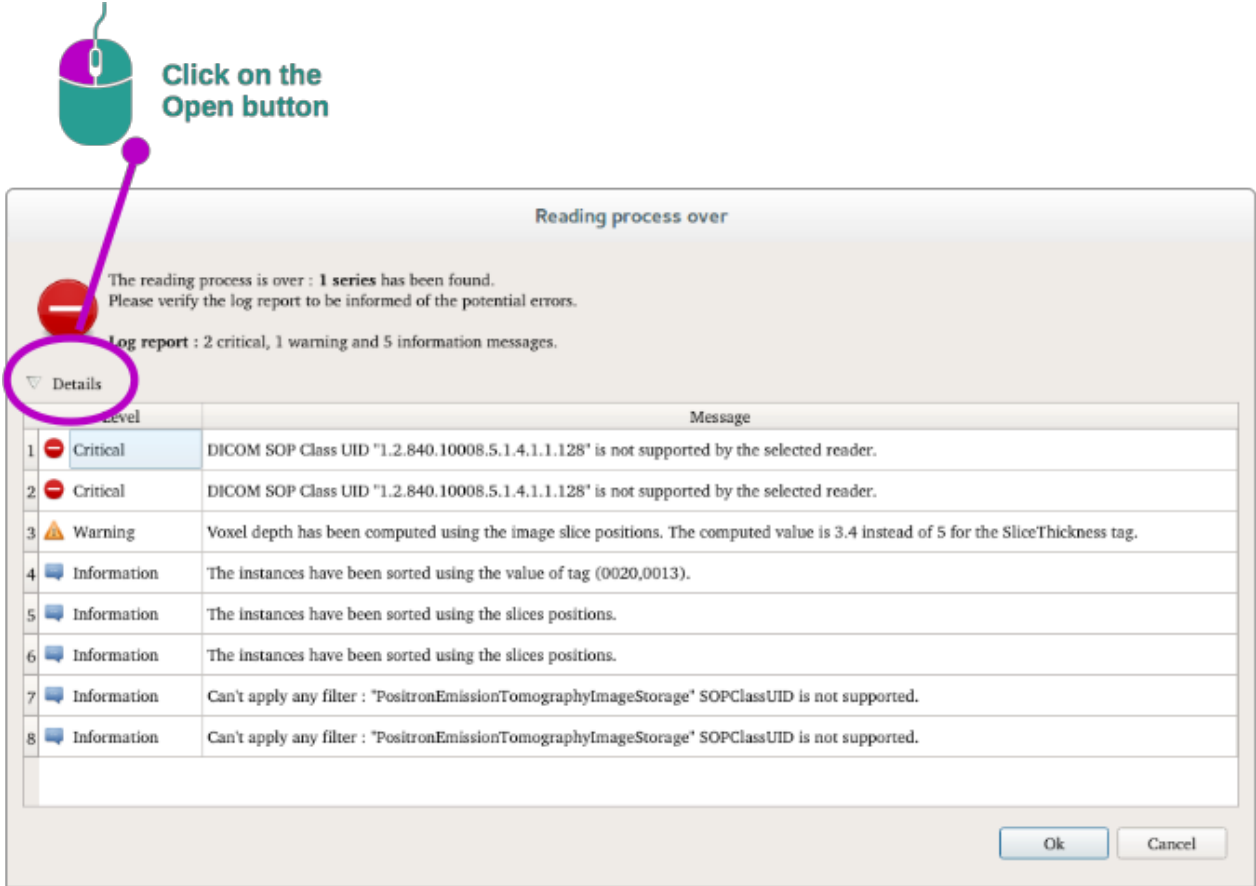 Click on the
Open button
Reading process over
The reading process is over : 1 series has been found.
Please verify the log report to be informed of the potential errors.
Log report : 2 critical, 1 warning and 5 information messages.
Details
Level Message
1 Critical DICOM SOP Class UID "1.2.840.10008.5.1.4.1.1.128" is not supported by the selected reader.
2 Critical DICOM SOP Class UID "1.2.840.10008.5.1.4.1.1.128" is not supported by the selected reader.
3 Warning Voxel depth has been computed using the image slice positions. The computed value is 3.4 instead of 5 for the SliceThickness tag.
4 Information The instances have been sorted using the value of tag (0020,0013).
5 Information The instances have been sorted using the slices positions.
6 Information The instances have been sorted using the slices positions.
7 Information Can't apply any filter : "PositronEmissionTomographyImageStorage" SOPClassUID is not supported.
8 Information Can't apply any filter : "PositronEmissionTomographyImageStorage" SOPClassUID is not supported.
Ok Cancel